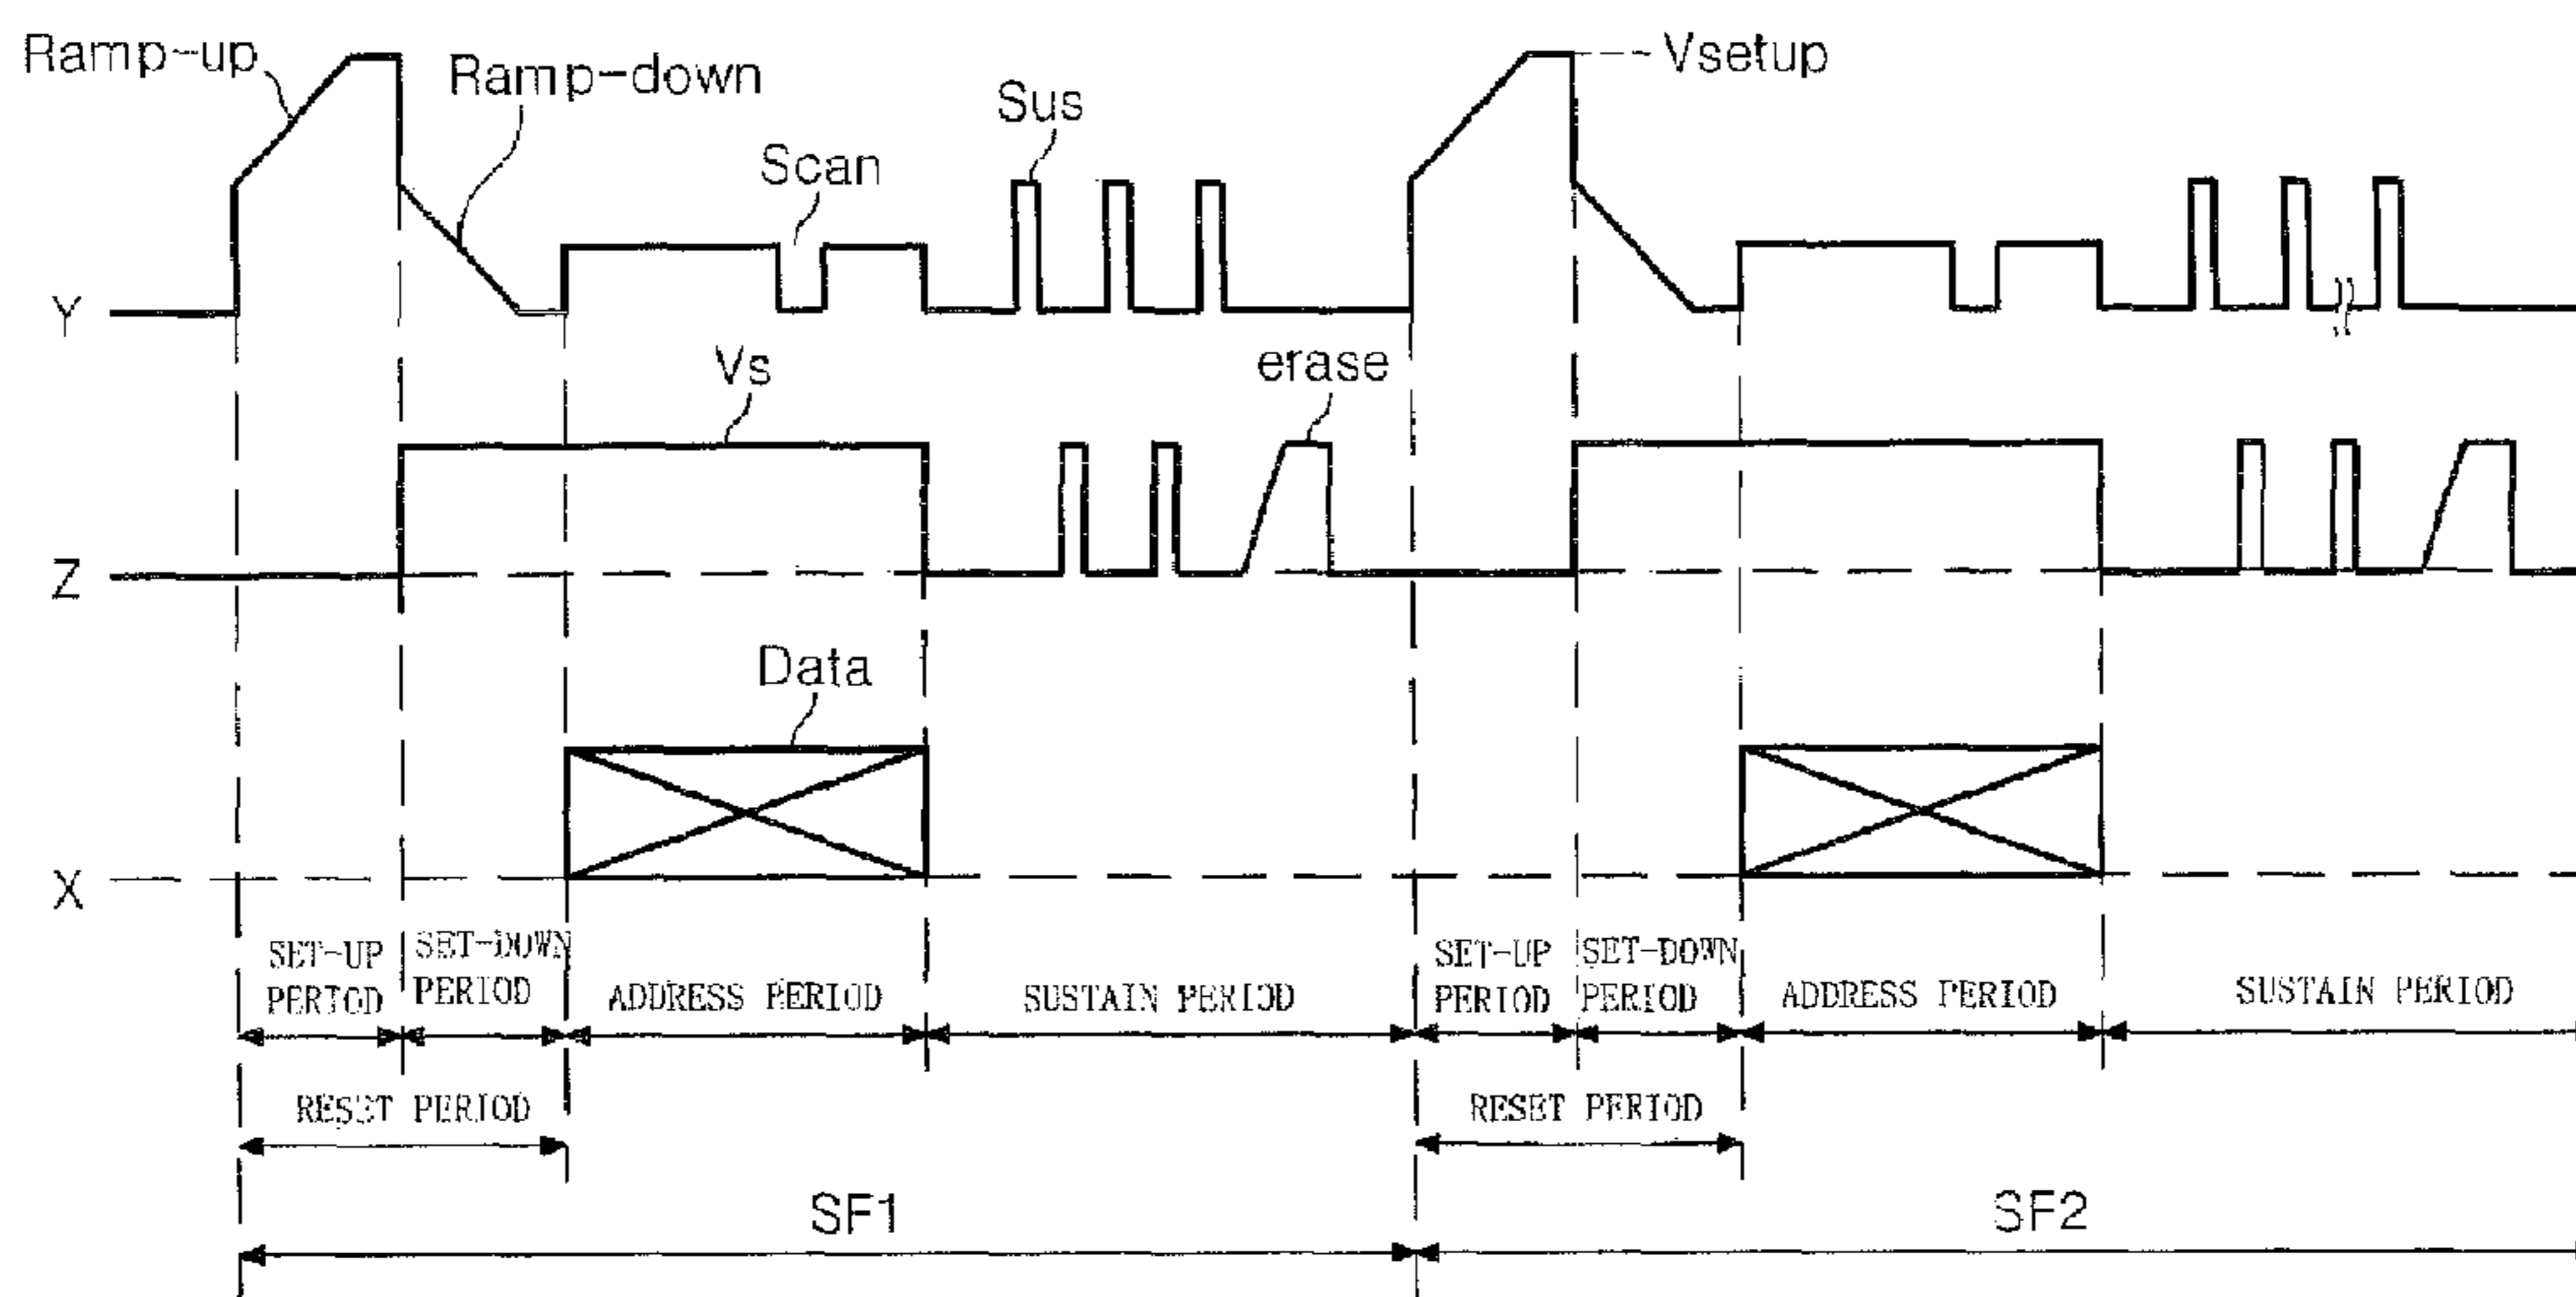 Ramp-up
Ramp-down
Scan
Sus
Vsetup
Y
Vs
erase
Z
Data
X
SET-UP
PERIOD
SET-DOWN
PERIOD
ADDRESS PERIOD
SUSTAIN PERIOD
SET-UP
PERIOD
SET-DOWN
PERIOD
ADDRESS PERIOD
SUSTAIN PERIOD
RESET PERIOD
RESET PERIOD
SF1
SF2